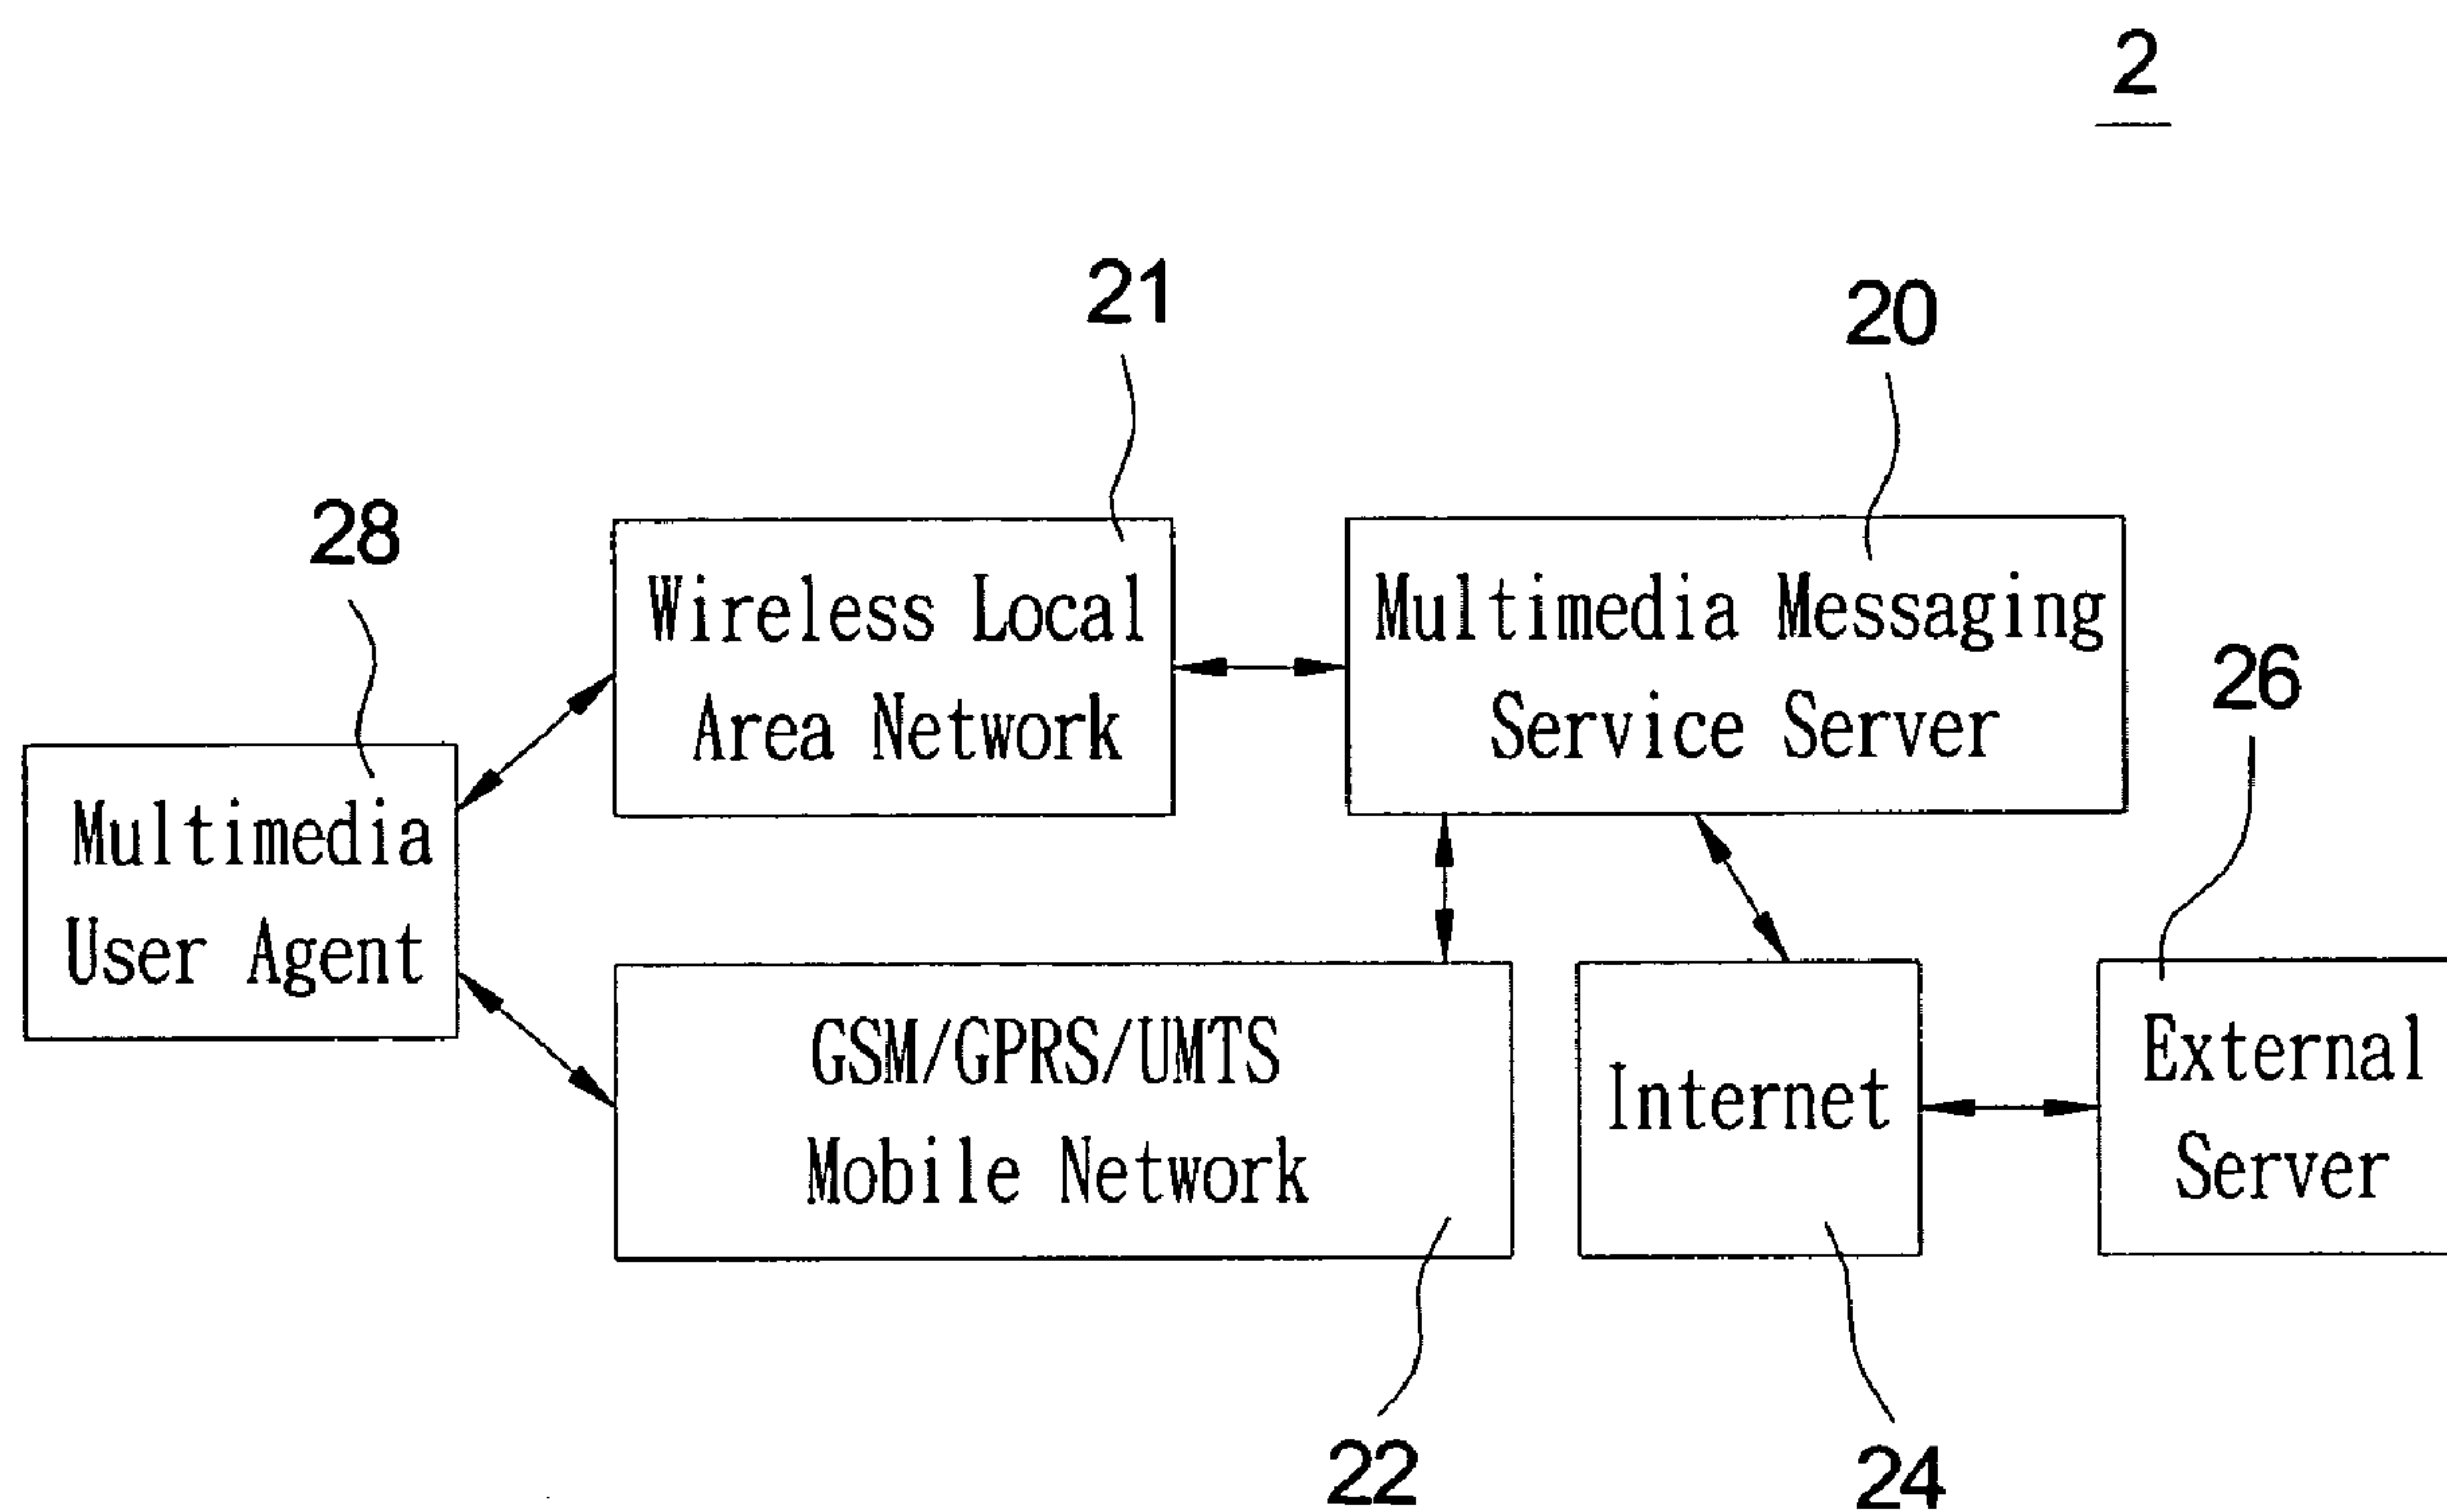 2
21
20
28
Wireless Local
Area Network
Multimedia Messaging
Service Server
26
Multimedia
User Agent
GSM/GPRS/UMTS
Mobile Network
Internet
External
Server
22
24